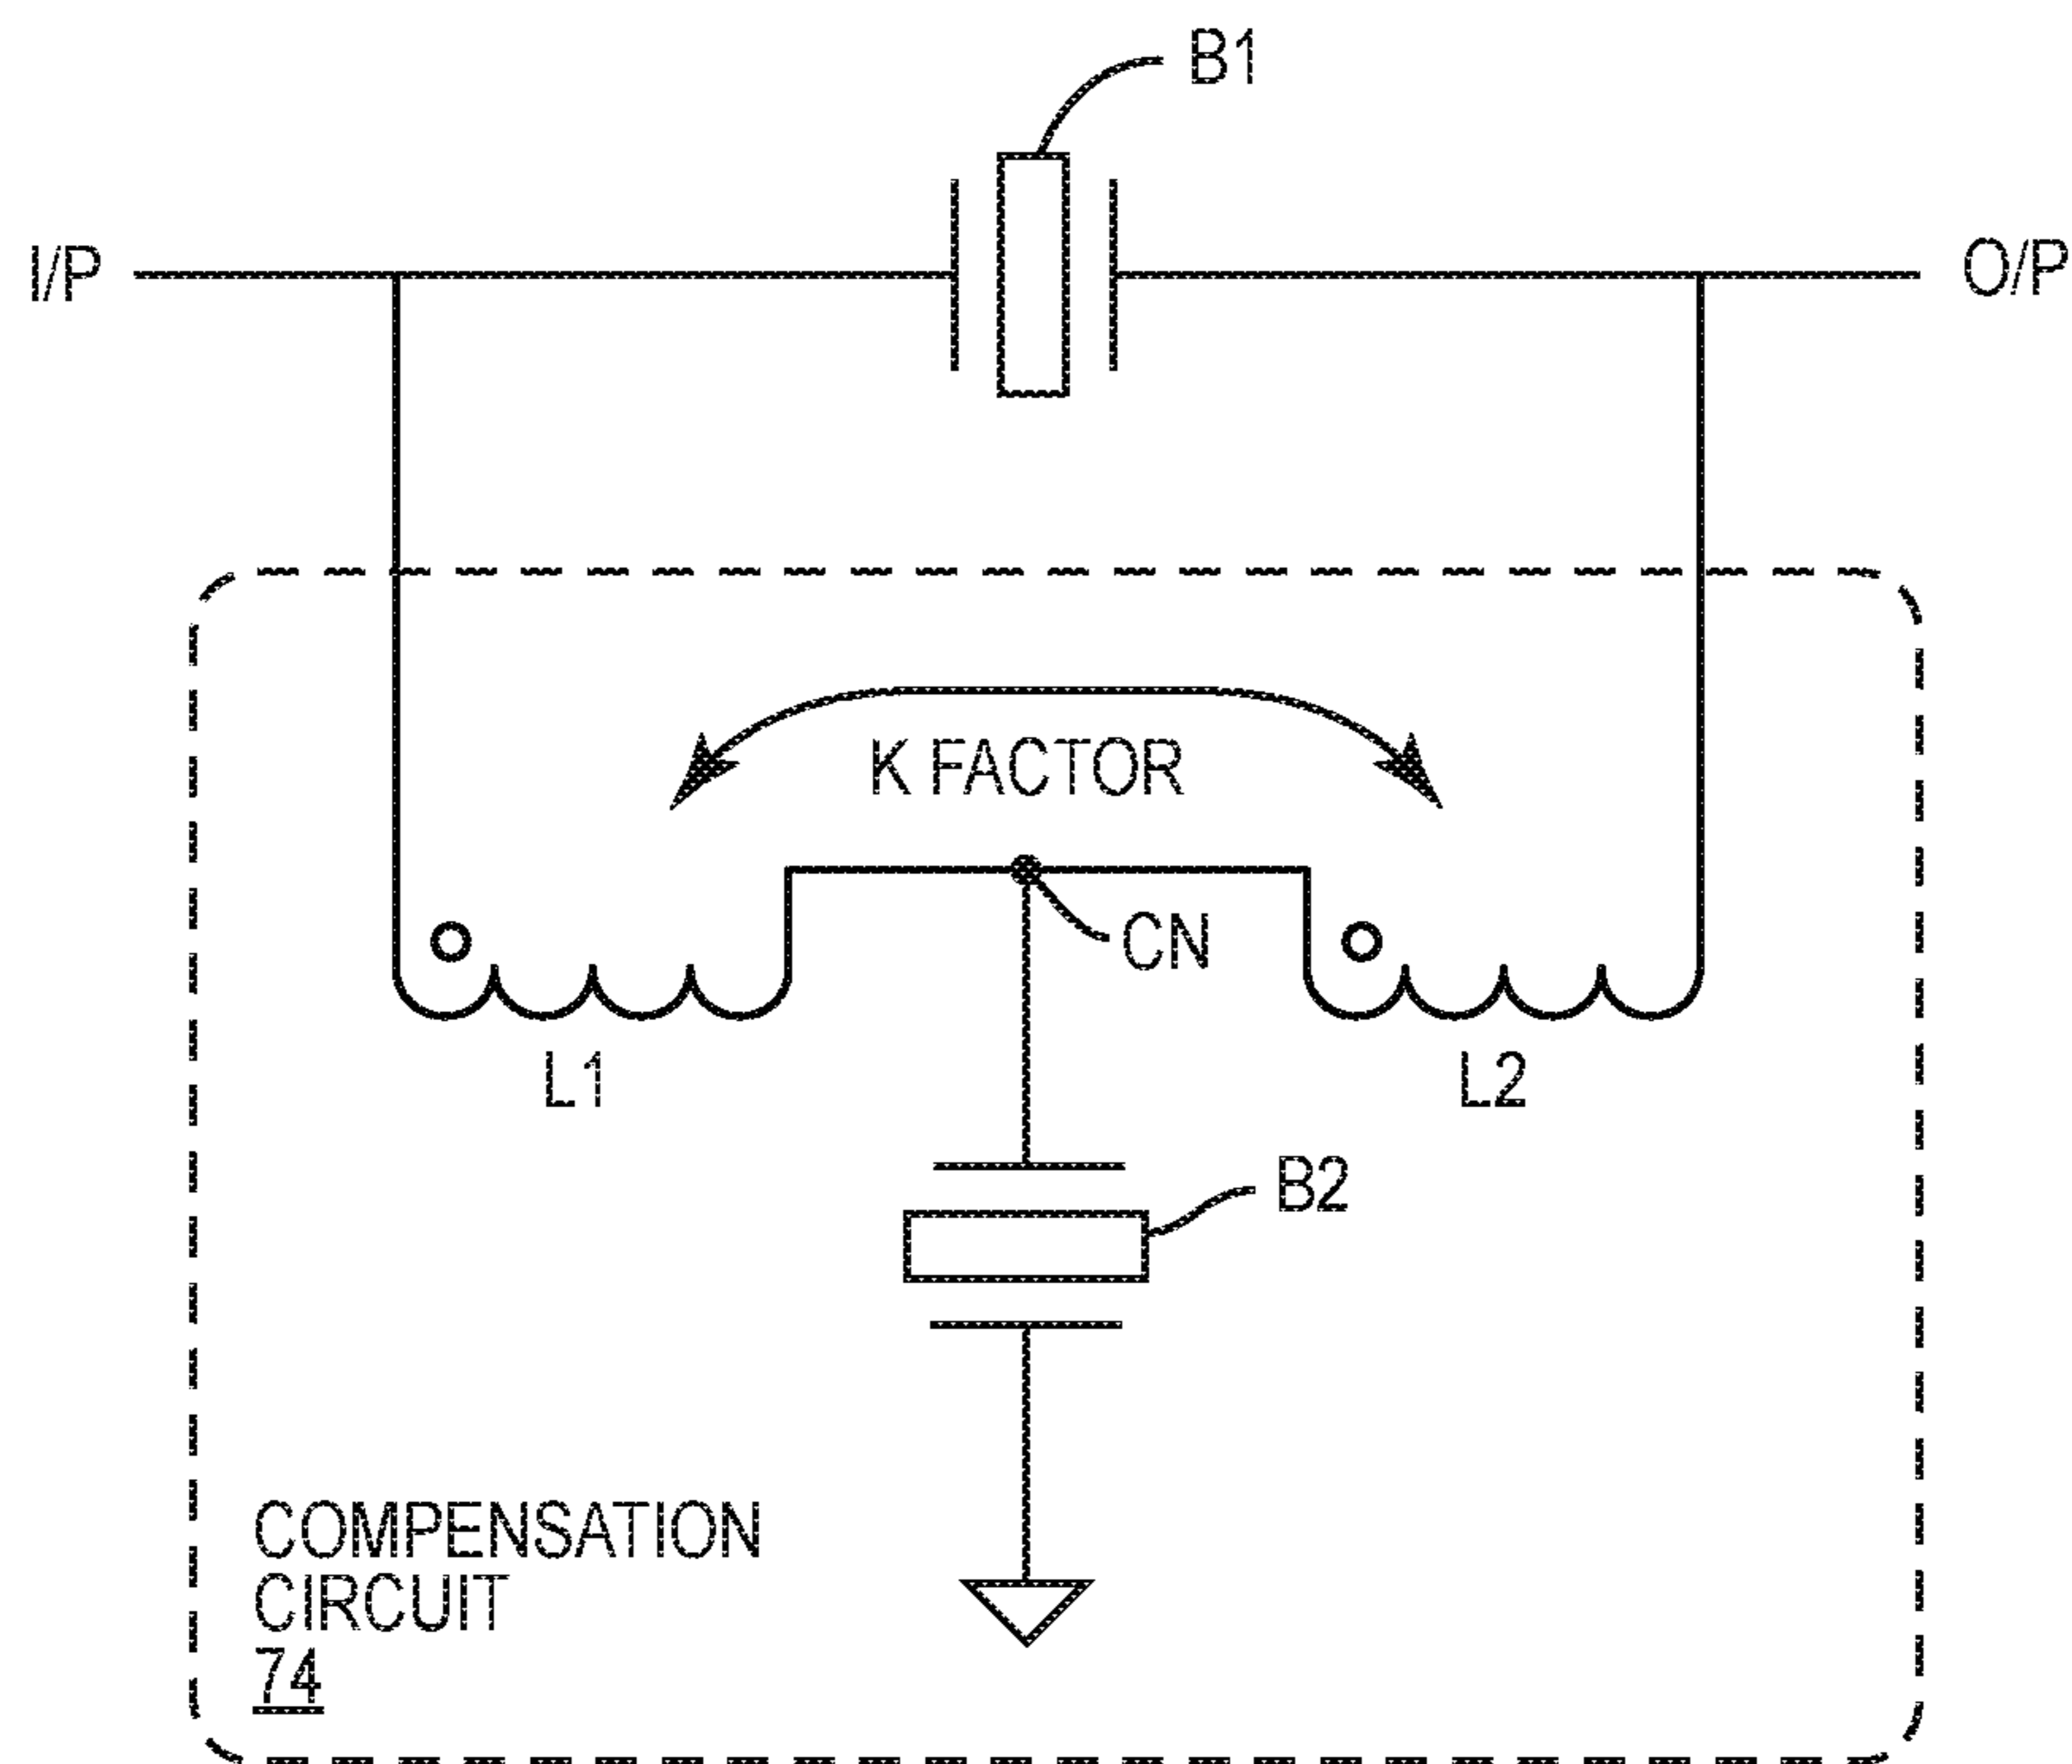 B1
I/P
O/P
K FACTOR
CN
L1
L2
B2
COMPENSATION
CIRCUIT
74